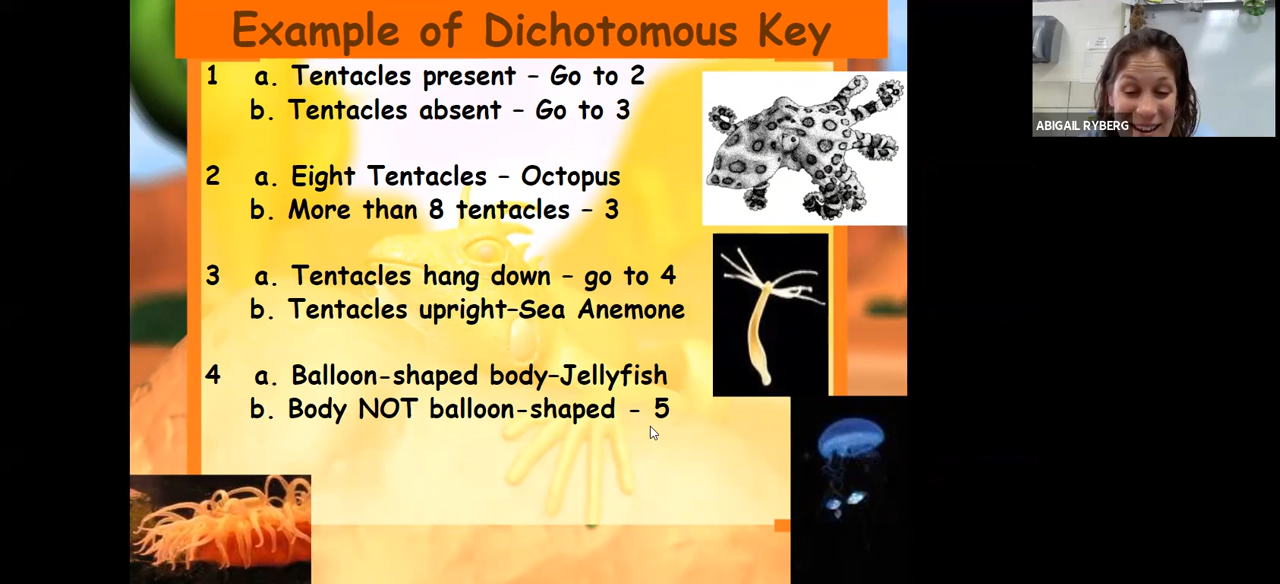 Example of Dichotomous Key
1 a. Tentacles present – Go to 2
b. Tentacles absent – Go to 3
2 a. Eight Tentacles – Octopus
b. More than 8 tentacles – 3
3 a. Tentacles hang down – go to 4
b. Tentacles upright–Sea Anemone
4 a. Balloon-shaped body–Jellyfish
b. Body NOT balloon-shaped - 5
ABIGAIL RYBERG